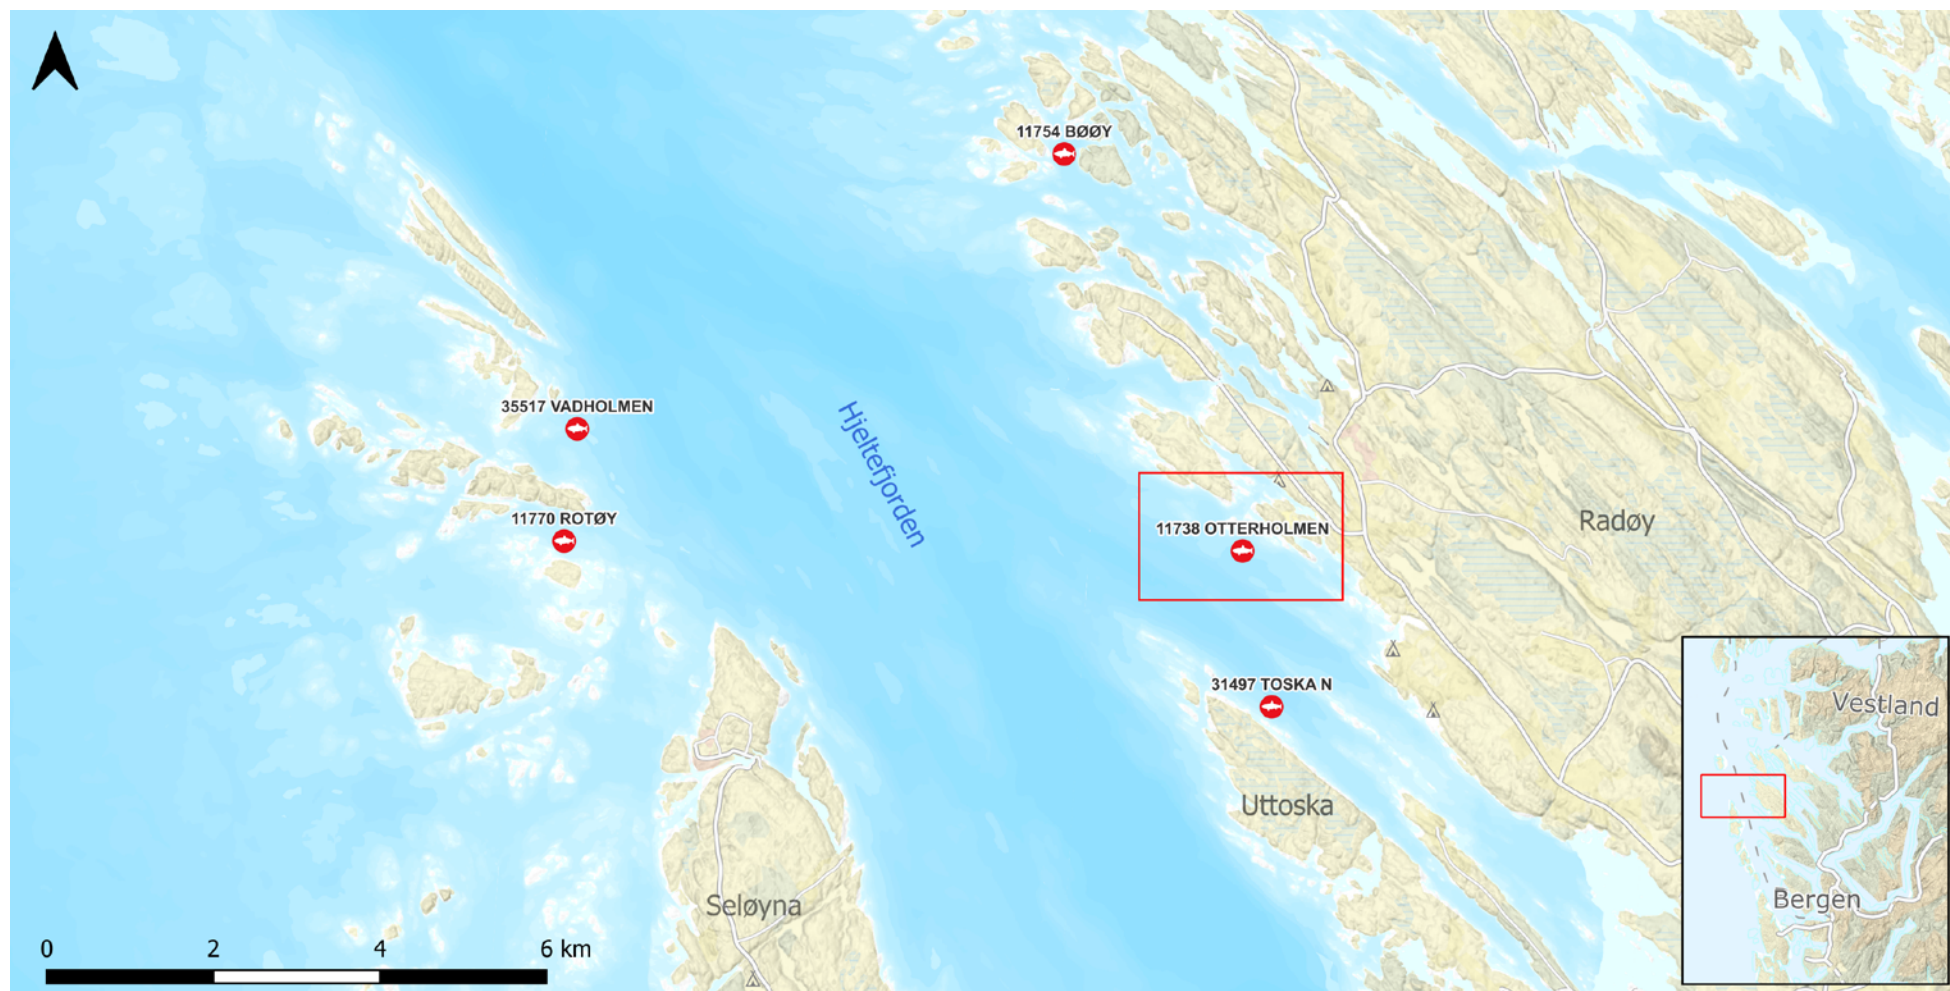 11754 BØØY
35517 VADHOLMEN
Hjeltefjorden
11770 ROTØY
11738 OTTERHOLMEN
Radøy
31497 TOSKA N
Uttoska
Seløyna
Vestland
Bergen
0 2 4 6 km